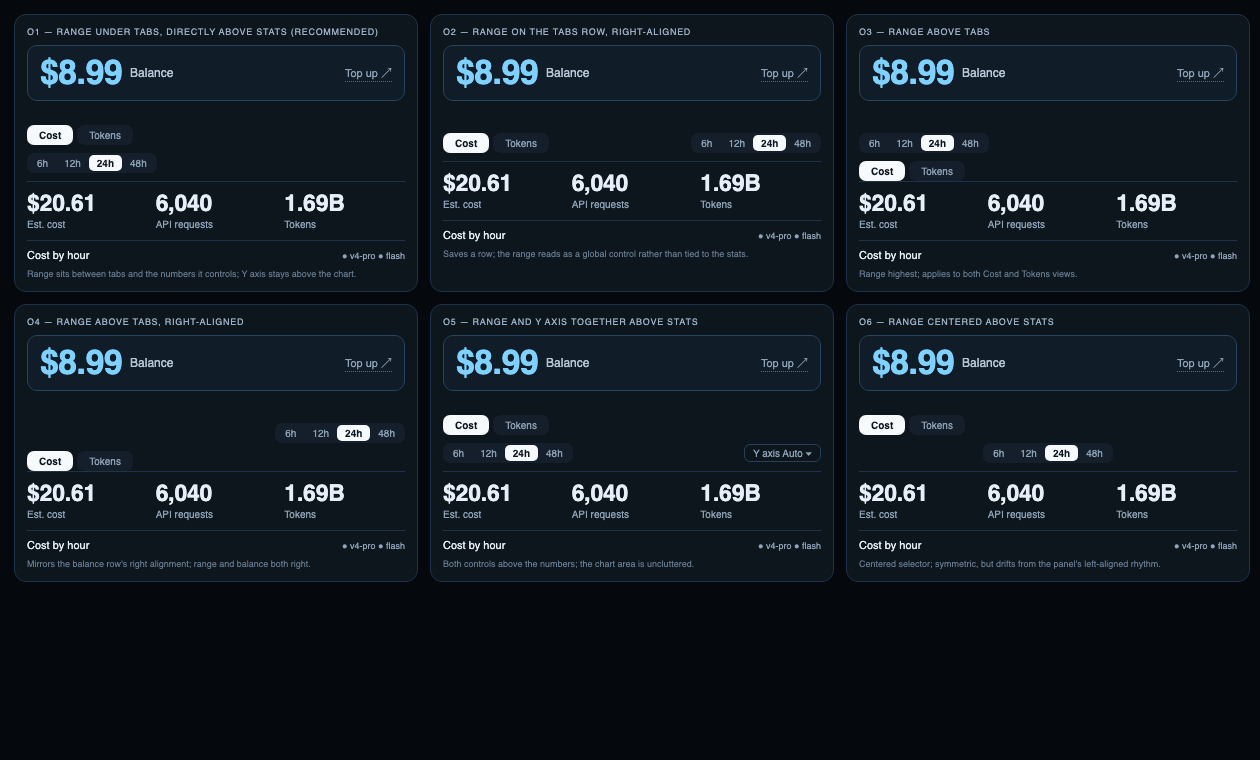 O1 — RANGE UNDER TABS, DIRECTLY ABOVE STATS (RECOMMENDED)
$8.99 Balance Top up ↗
Cost Tokens
6h 12h 24h 48h
$20.61 6,040 1.69B
Est. cost API requests Tokens
Cost by hour ● v4-pro ● flash
Range sits between tabs and the numbers it controls; Y axis stays above the chart.
O2 — RANGE ON THE TABS ROW, RIGHT-ALIGNED
$8.99 Balance Top up ↗
Cost Tokens 6h 12h 24h 48h
$20.61 6,040 1.69B
Est. cost API requests Tokens
Cost by hour ● v4-pro ● flash
Saves a row; the range reads as a global control rather than tied to the stats.
O3 — RANGE ABOVE TABS
$8.99 Balance Top up ↗
6h 12h 24h 48h
Cost Tokens
$20.61 6,040 1.69B
Est. cost API requests Tokens
Cost by hour ● v4-pro ● flash
Range highest; applies to both Cost and Tokens views.
O4 — RANGE ABOVE TABS, RIGHT-ALIGNED
$8.99 Balance Top up ↗
6h 12h 24h 48h
Cost Tokens
$20.61 6,040 1.69B
Est. cost API requests Tokens
Cost by hour ● v4-pro ● flash
Mirrors the balance row's right alignment; range and balance both right.
O5 — RANGE AND Y AXIS TOGETHER ABOVE STATS
$8.99 Balance Top up ↗
Cost Tokens
6h 12h 24h 48h Y axis Auto ▾
$20.61 6,040 1.69B
Est. cost API requests Tokens
Cost by hour ● v4-pro ● flash
Both controls above the numbers; the chart area is uncluttered.
O6 — RANGE CENTERED ABOVE STATS
$8.99 Balance Top up ↗
Cost Tokens
6h 12h 24h 48h
$20.61 6,040 1.69B
Est. cost API requests Tokens
Cost by hour ● v4-pro ● flash
Centered selector; symmetric, but drifts from the panel's left-aligned rhythm.